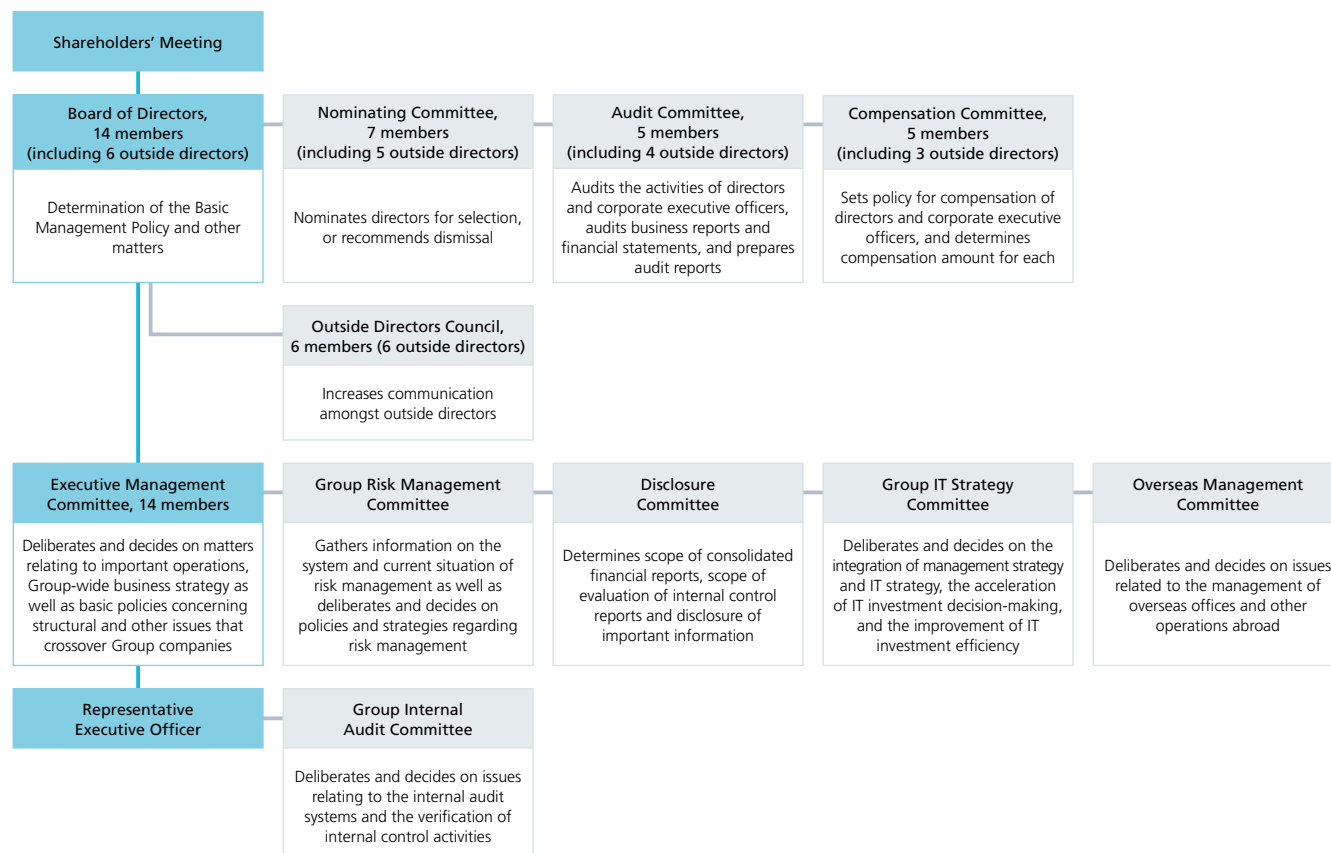 Shareholders' Meeting
Board of Directors,
14 members
(including 6 outside directors)
Determination of the Basic
Management Policy and other
matters
Nominating Committee,
7 members
(including 5 outside directors)
Nominates directors for selection,
or recommends dismissal
Audit Committee,
5 members
(including 4 outside directors)
Audits the activities of directors
and corporate executive officers,
audits business reports and
financial statements, and prepares
audit reports
Compensation Committee,
5 members
(including 3 outside directors)
Sets policy for compensation of
directors and corporate executive
officers, and determines
compensation amount for each
Outside Directors Council,
6 members (6 outside directors)
Increases communication
amongst outside directors
Executive Management
Committee, 14 members
Deliberates and decides on matters
relating to important operations,
Group-wide business strategy as
well as basic policies concerning
structural and other issues that
crossover Group companies
Group Risk Management
Committee
Gathers information on the
system and current situation of
risk management as well as
deliberates and decides on
policies and strategies regarding
risk management
Disclosure
Committee
Determines scope of consolidated
financial reports, scope of
evaluation of internal control
reports and disclosure of
important information
Group IT Strategy
Committee
Deliberates and decides on the
integration of management strategy
and IT strategy, the acceleration
of IT investment decision-making,
and the improvement of IT
investment efficiency
Overseas Management
Committee
Deliberates and decides on issues
related to the management of
overseas offices and other
operations abroad
Representative
Executive Officer
Group Internal
Audit Committee
Deliberates and decides on issues
relating to the internal audit
systems and the verification of
internal control activities